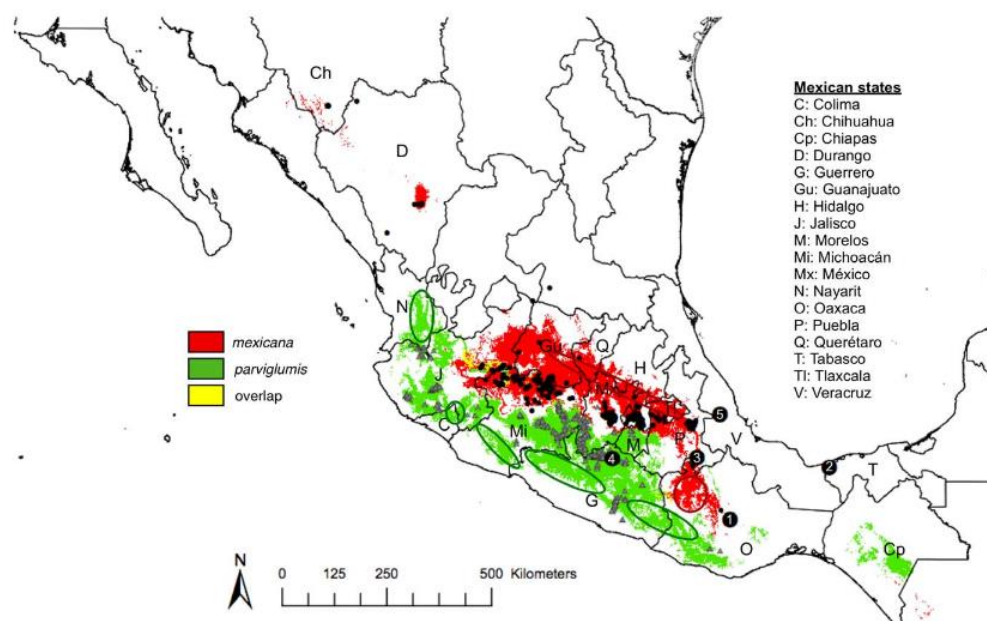 Ch
Mexican states
C: Colima
Ch: Chihuahua
Cp: Chiapas
D: Durango
G: Guerrero
Gu: Guanajuato
H: Hidalgo
J: Jalisco
M: Morelos
Mi: Michoacán
Mx: México
N: Nayarit
O: Oaxaca
P: Puebla
Q: Querétaro
T: Tabasco
Tl: Tlaxcala
V: Veracruz
D
N
mexicana
parviglumis
overlap
Gu
Q
H
J
C
Mi
M
P
5
V
3
4
2
T
G
1
O
Cp
N
0 125 250 500 Kilometers